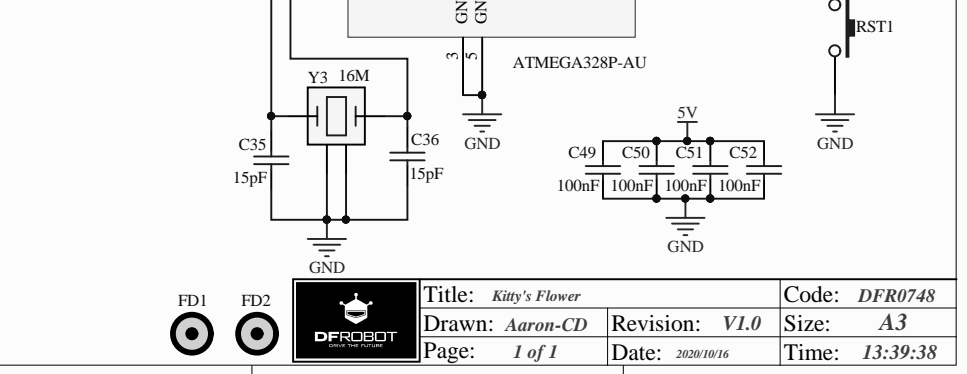 GN
GN
RST1
3
5
ATMEGA328P-AU
Y3 16M
5V
C35
C36
GND
GND
C49 C50 C51 C52
15pF
15pF
100nF 100nF 100nF 100nF
GND
GND
FD1 FD2
Title: Kitty's Flower
Code: DFR0748
DFROBOT
DRIVE THE FUTURE
Drawn: Aaron-CD
Revision: V1.0
Size: A3
Page: 1 of 1
Date: 2020/10/16
Time: 13:39:38